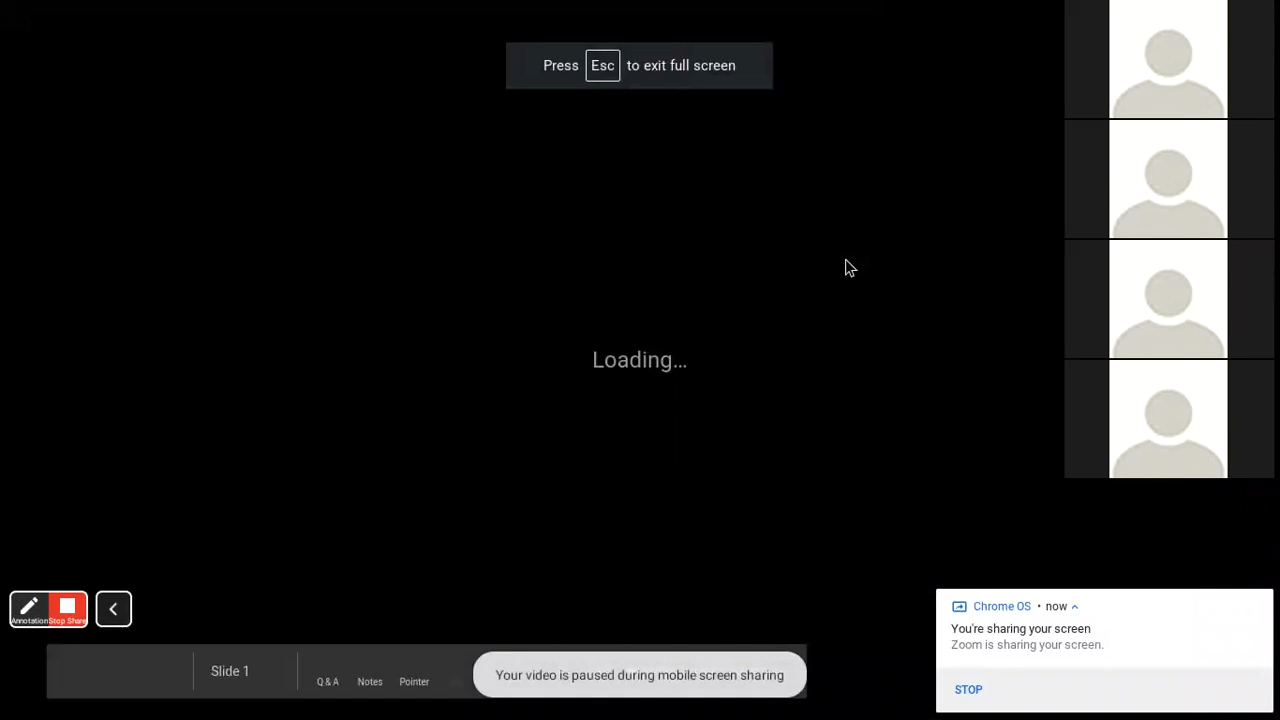 Press Esc to exit full screen
Loading...
Annotation Stop Share
Chrome OS • now
You're sharing your screen
Zoom is sharing your screen.
STOP
Slide 1
Q & A Notes Pointer
Your video is paused during mobile screen sharing